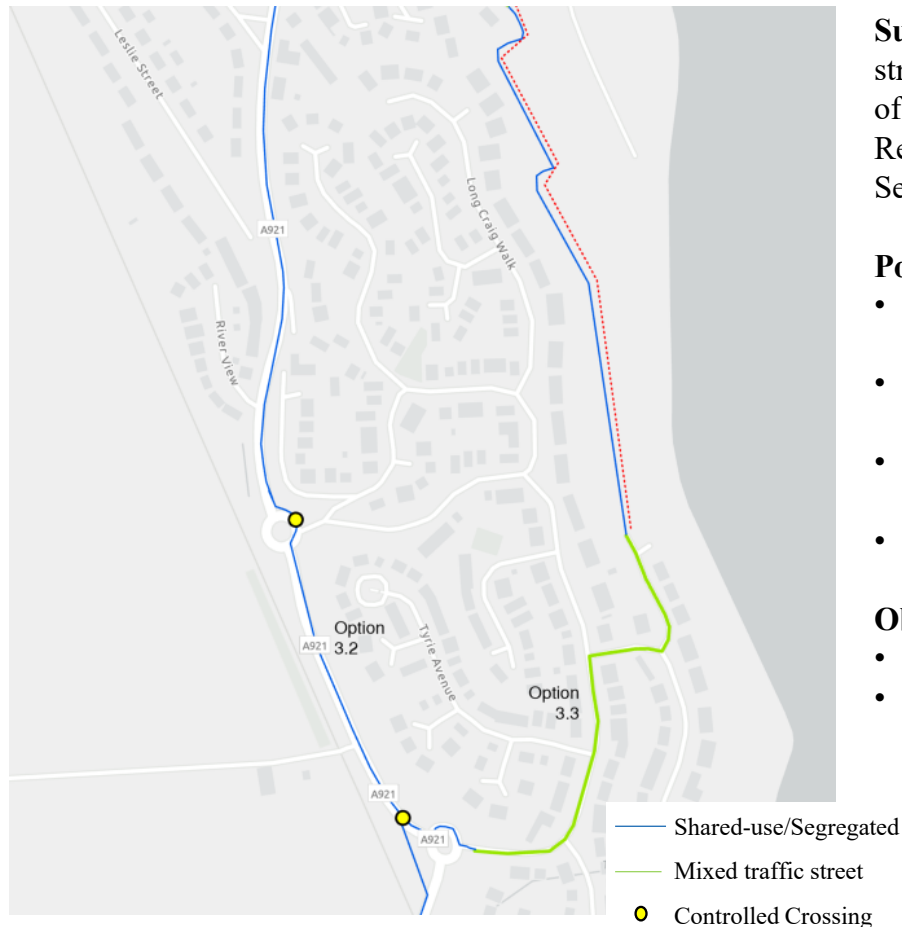 Leslie Street
Long Craig Walk
A921
River View
Option
3.2
A921
Tyrie Avenue
Option
3.3
A921
A921
Shared-use/Segregated
Mixed traffic street
Controlled Crossing
Su
str
of
Re
Se
Po
•
•
•
•
Ol
•
•